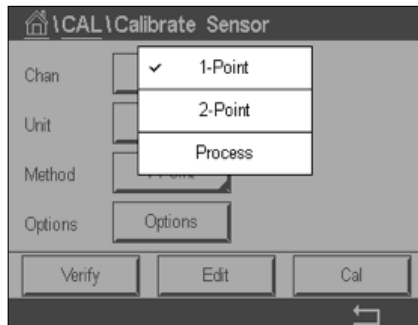 \CAL\Calibrate Sensor
Chan
1-Point
Unit
2-Point
Process
Method
Options
Options
Verify
Edit
Cal